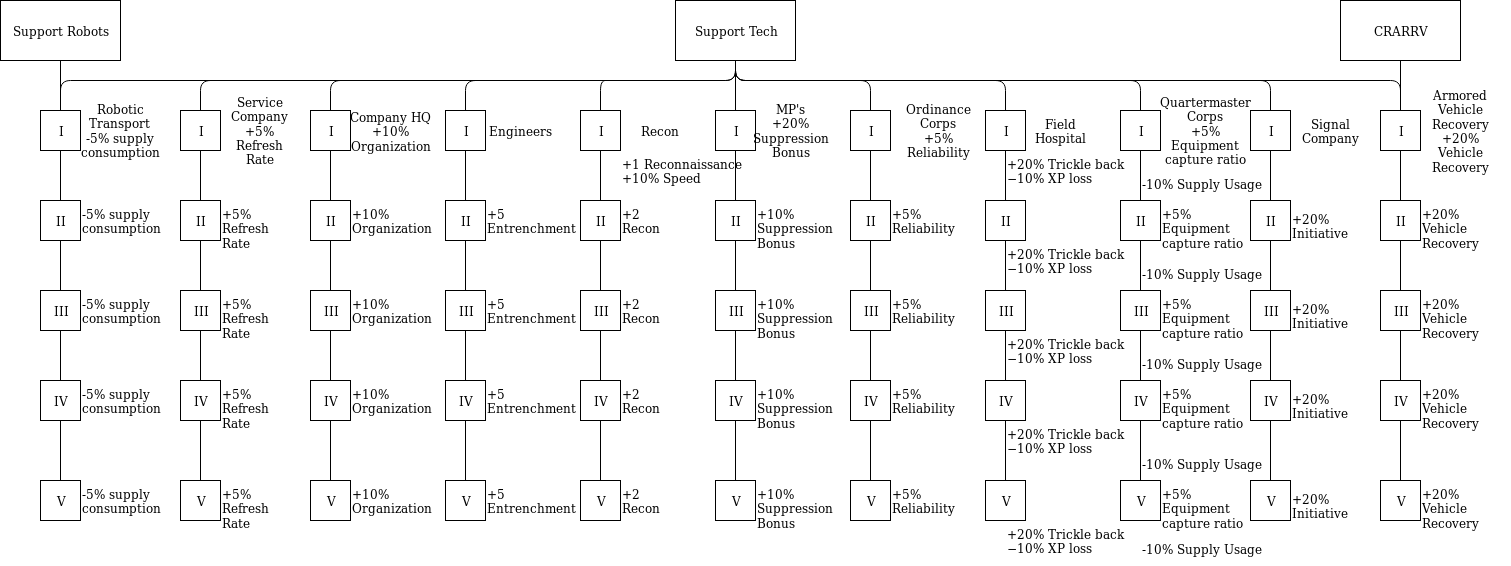 Support Robots
Support Tech
CRARRV
I
Robotic
Transport
-5% supply
consumption
I
Service
Company
+5%
Refresh
Rate
I
Company HQ
+10%
Organization
I
Engineers
I
Recon
+1 Reconnaissance
+10% Speed
I
MP's
+20%
Suppression
Bonus
I
Ordinance
Corps
+5%
Reliability
I
Field
Hospital
+20% Trickle back
−10% XP loss
I
Quartermaster
Corps
+5%
Equipment
capture ratio
-10% Supply Usage
I
Signal
Company
I
Armored
Vehicle
Recovery
+20%
Vehicle
Recovery
II
-5% supply
consumption
II
+5%
Refresh
Rate
II
+10%
Organization
II
+5
Entrenchment
II
+2
Recon
II
+10%
Suppression
Bonus
II
+5%
Reliability
II
+20% Trickle back
−10% XP loss
II
+5%
Equipment
capture ratio
-10% Supply Usage
II
+20%
Initiative
II
+20%
Vehicle
Recovery
III
-5% supply
consumption
III
+5%
Refresh
Rate
III
+10%
Organization
III
+5
Entrenchment
III
+2
Recon
III
+10%
Suppression
Bonus
III
+5%
Reliability
III
+20% Trickle back
−10% XP loss
III
+5%
Equipment
capture ratio
-10% Supply Usage
III
+20%
Initiative
III
+20%
Vehicle
Recovery
IV
-5% supply
consumption
IV
+5%
Refresh
Rate
IV
+10%
Organization
IV
+5
Entrenchment
IV
+2
Recon
IV
+10%
Suppression
Bonus
IV
+5%
Reliability
IV
+20% Trickle back
−10% XP loss
IV
+5%
Equipment
capture ratio
-10% Supply Usage
IV
+20%
Initiative
IV
+20%
Vehicle
Recovery
V
-5% supply
consumption
V
+5%
Refresh
Rate
V
+10%
Organization
V
+5
Entrenchment
V
+2
Recon
V
+10%
Suppression
Bonus
V
+5%
Reliability
V
+20% Trickle back
−10% XP loss
V
+5%
Equipment
capture ratio
-10% Supply Usage
V
+20%
Initiative
V
+20%
Vehicle
Recovery